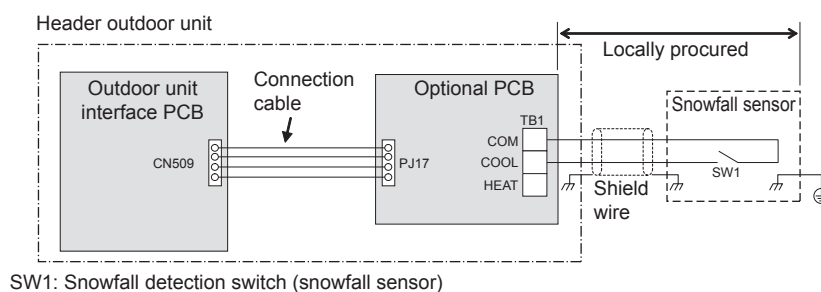 Header outdoor unit
Locally procured
Outdoor unit
interface PCB
Connection
cable
Optional PCB
Snowfall sensor
TB1
COM
CN509
PJ17
COOL
SW1
HEAT
Shield
wire
SW1: Snowfall detection switch (snowfall sensor)